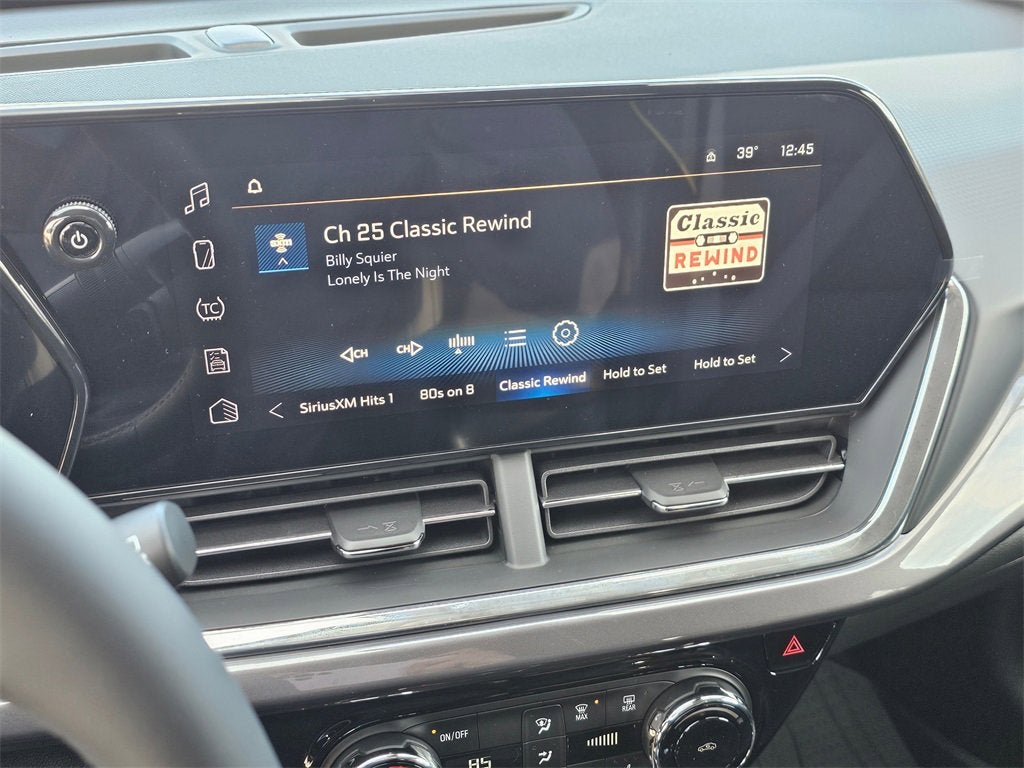 39° 12:45
Ch 25 Classic Rewind
Billy Squier
Lonely Is The Night
Classic
REWIND
TC
CH CH
SiriusXM Hits 1 80s on 8 Classic Rewind Hold to Set Hold to Set
ON/OFF MAX REAR
85